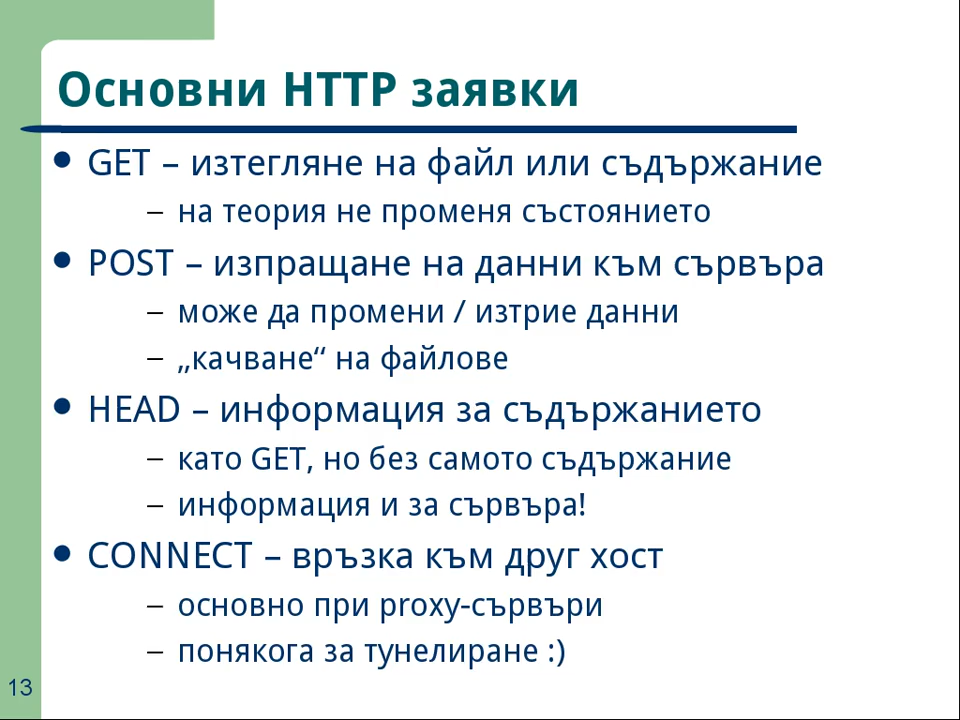 Основни HTTP заявки
● GET – изтегляне на файл или съдържание
– на теория не променя състоянието
● POST – изпращане на данни към сървъра
– може да промени / изтрие данни
– „качване“ на файлове
● HEAD – информация за съдържанието
– като GET, но без самото съдържание
– информация и за сървъра!
● CONNECT – връзка към друг хост
– основно при proxy-сървъри
– понякога за тунелиране :)
13